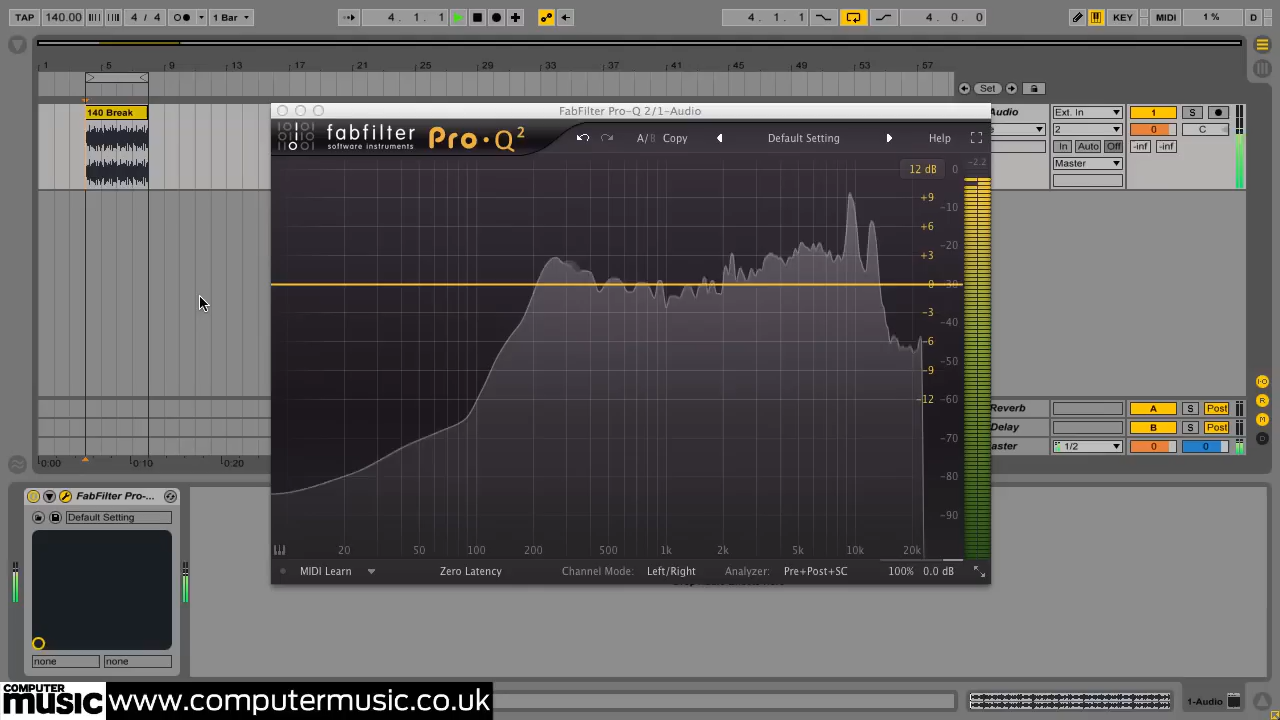 TAP 140.00 4 / 4 1 Bar 4. 1. 1 4. 1. 1 4. 0. 0 KEY MIDI 1 % D
1 5 9 13 17 21 25 29 33 37 41 45 49 53 57
Set
140 Break
Audio Ext. In 1 S
2 0 C
In Auto Off -inf -inf
Master
FabFilter Pro-Q 2/1-Audio
fabfilter
software instruments
Pro·Q²
A/B Copy Default Setting Help
12 dB 0 -2.2
+9 -10
+6 -20
+3
0 -30
-3 -40
-6 -50
-9
-12 -60
-70
-80
-90
20 50 100 200 500 1k 2k 5k 10k 20k
MIDI Learn Zero Latency Channel Mode: Left/Right Analyzer: Pre+Post+SC 100% 0.0 dB
Reverb A S Post
Delay B S Post
aster 1/2 0 0
0:00 0:10 0:20
I·O
R
M
D
FabFilter Pro-...
Default Setting
none none
COMPUTER
music
www.computermusic.co.uk
1-Audio